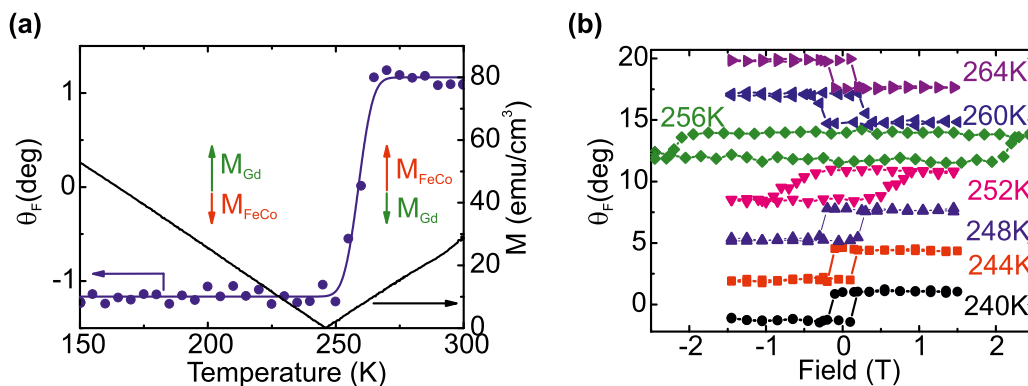 (a)
1
0
-1
θF(deg)
MGd
MFeCo
MFeCo
MGd
80
60
40
20
0
M (emu/cm³)
150
200
250
300
Temperature (K)
(b)
20
15
10
5
0
θF(deg)
264K
260K
256K
252K
248K
244K
240K
-2
-1
0
1
2
Field (T)